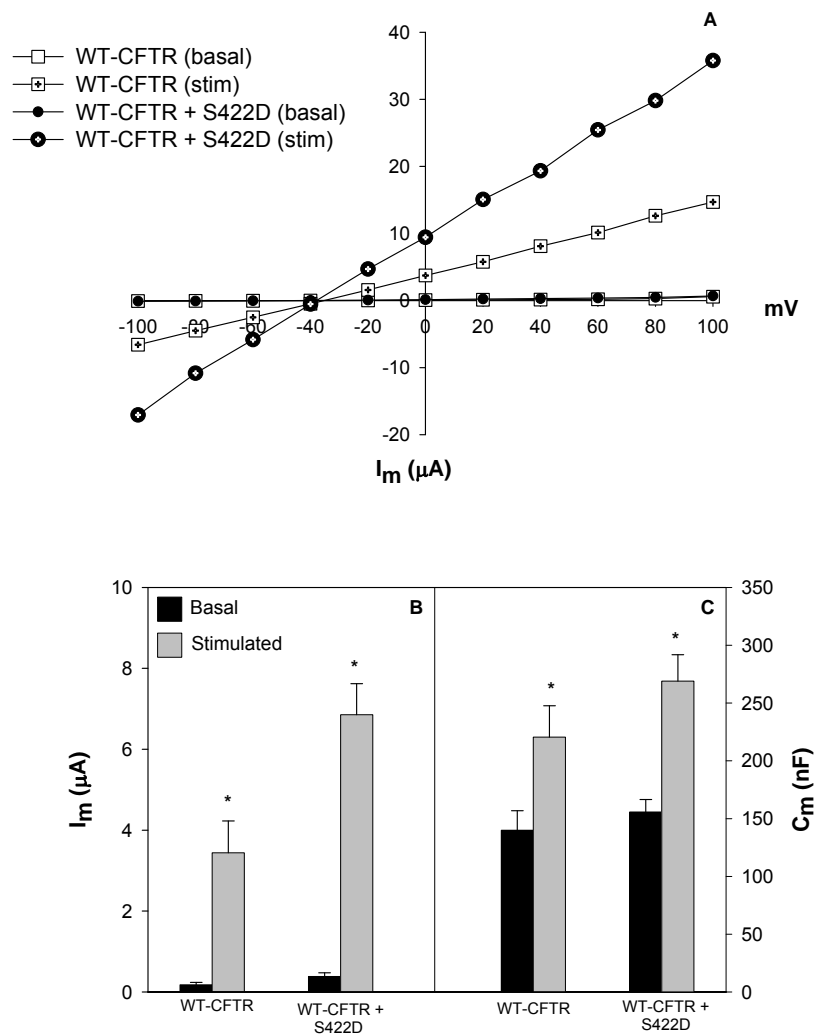 A
WT-CFTR (basal)
WT-CFTR (stim)
WT-CFTR + S422D (basal)
WT-CFTR + S422D (stim)
40
30
20
10
0
-10
-20
-100 -80 -60 -40 -20 0 20 40 60 80 100
mV
Im (μA)
B
Basal
Stimulated
10
8
6
4
2
0
Im (μA)
*
*
WT-CFTR
WT-CFTR +
S422D
C
*
*
350
300
250
200
150
100
50
0
Cm (nF)
WT-CFTR
WT-CFTR +
S422D